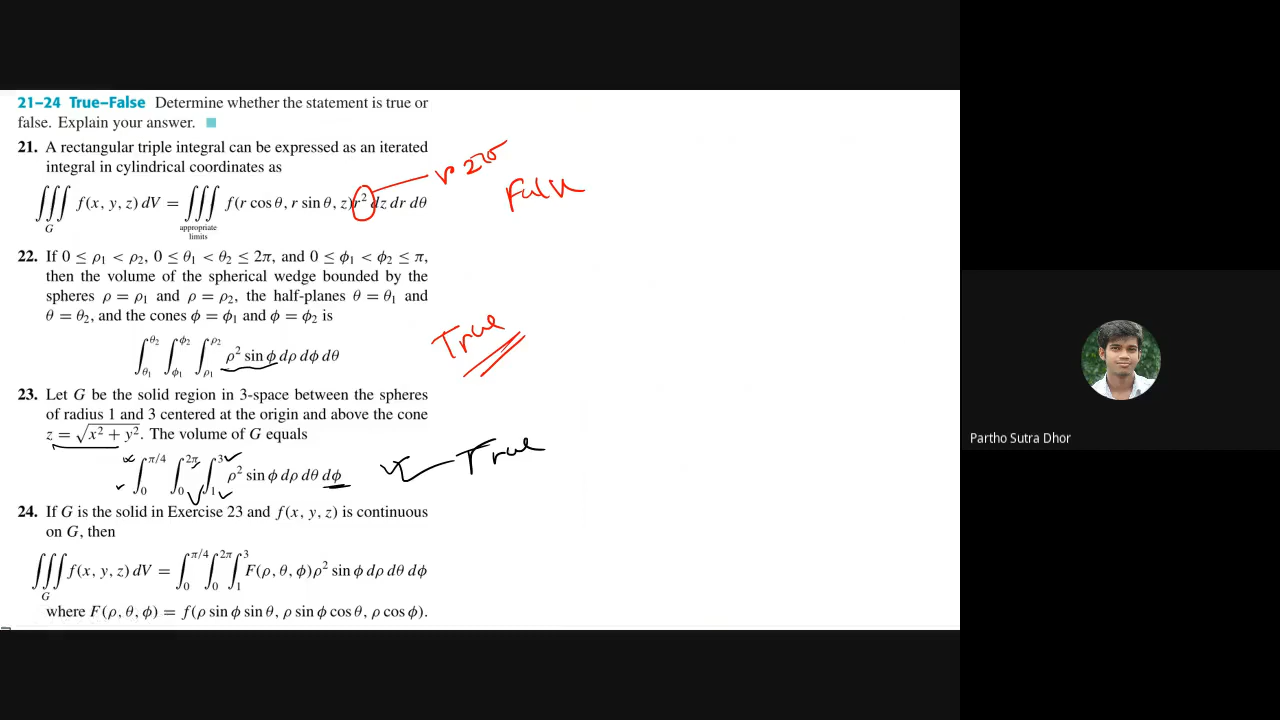 21–24 True–False Determine whether the statement is true or
false. Explain your answer.
21. A rectangular triple integral can be expressed as an iterated
integral in cylindrical coordinates as
∭_G f(x, y, z) dV = ∭_{appropriate limits} f(r cos θ, r sin θ, z)r² dz dr dθ
False
22. If 0 ≤ ρ₁ < ρ₂, 0 ≤ θ₁ < θ₂ ≤ 2π, and 0 ≤ ϕ₁ < ϕ₂ ≤ π,
then the volume of the spherical wedge bounded by the
spheres ρ = ρ₁ and ρ = ρ₂, the half-planes θ = θ₁ and
θ = θ₂, and the cones ϕ = ϕ₁ and ϕ = ϕ₂ is
∫_{θ₁}^{θ₂} ∫_{ϕ₁}^{ϕ₂} ∫_{ρ₁}^{ρ₂} ρ² sin ϕ dρ dϕ dθ
True
23. Let G be the solid region in 3-space between the spheres
of radius 1 and 3 centered at the origin and above the cone
z = √(x² + y²). The volume of G equals
∫_0^{π/4} ∫_0^{2π} ∫_1^3 ρ² sin ϕ dρ dθ dϕ
True
24. If G is the solid in Exercise 23 and f(x, y, z) is continuous
on G, then
∭_G f(x, y, z) dV = ∫_0^{π/4} ∫_0^{2π} ∫_1^3 F(ρ, θ, ϕ)ρ² sin ϕ dρ dθ dϕ
where F(ρ, θ, ϕ) = f(ρ sin ϕ sin θ, ρ sin ϕ cos θ, ρ cos ϕ).
Partho Sutra Dhor